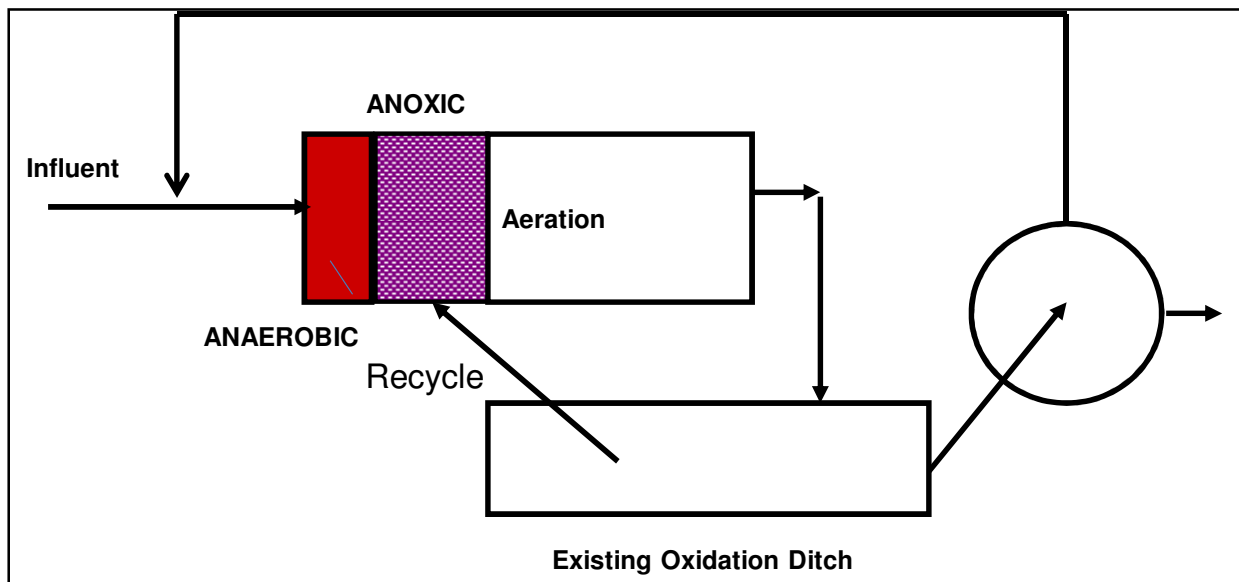 ANOXIC
Influent
Aeration
ANAEROBIC
Recycle
Existing Oxidation Ditch